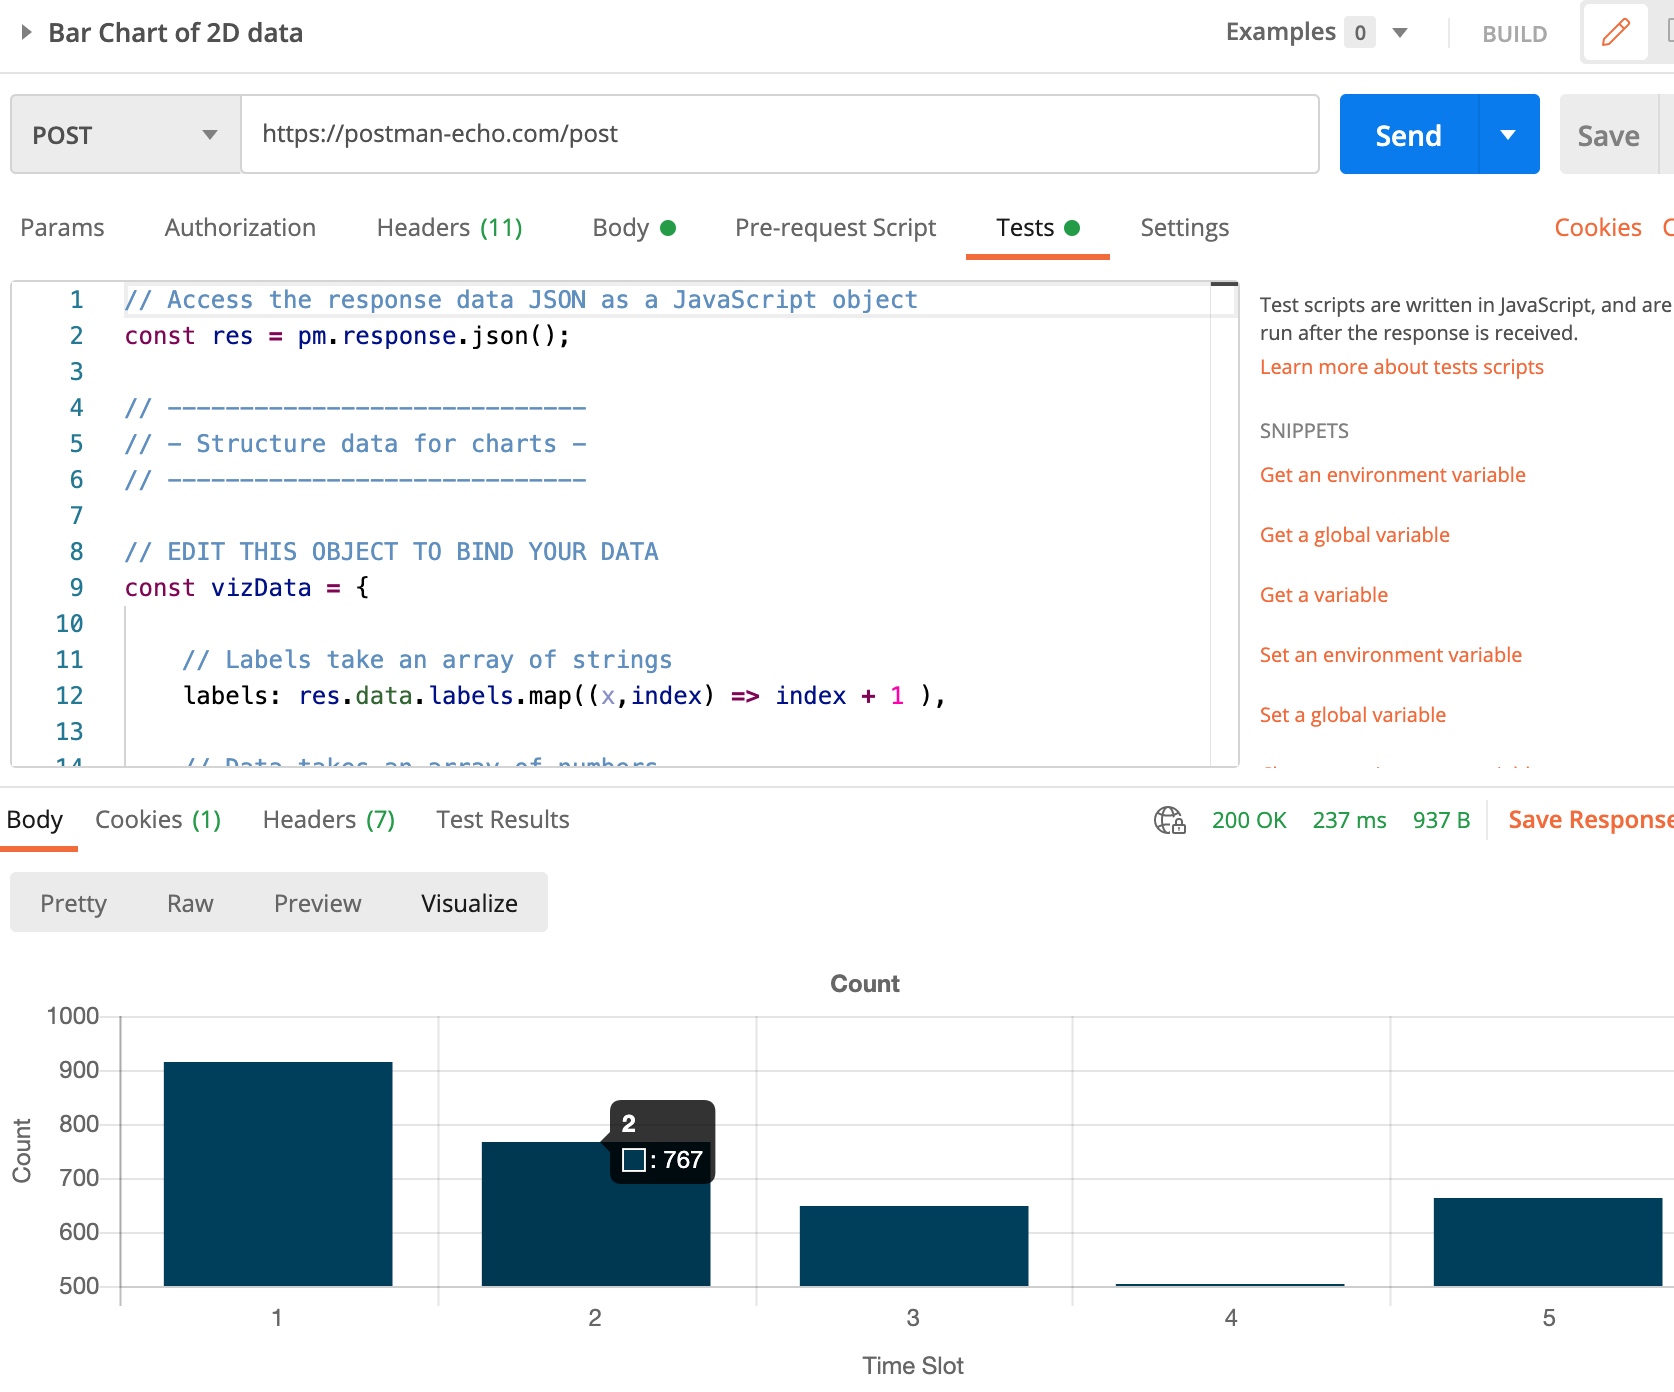 Bar Chart of 2D data
Examples 0
BUILD
POST
https://postman-echo.com/post
Send
Save
Params
Authorization
Headers (11)
Body
Pre-request Script
Tests
Settings
Cookies
1 // Access the response data JSON as a JavaScript object
2 const res = pm.response.json();
3
4 // -----------------------------
5 // - Structure data for charts -
6 // -----------------------------
7
8 // EDIT THIS OBJECT TO BIND YOUR DATA
9 const vizData = {
10
11 // Labels take an array of strings
12 labels: res.data.labels.map((x,index) => index + 1 ),
13
14 // Data takes an array of numbers
Test scripts are written in JavaScript, and are
run after the response is received.
Learn more about tests scripts
SNIPPETS
Get an environment variable
Get a global variable
Get a variable
Set an environment variable
Set a global variable
Body
Cookies (1)
Headers (7)
Test Results
200 OK
237 ms
937 B
Save Response
Pretty
Raw
Preview
Visualize
Count
1000
900
800
700
600
500
Count
2
: 767
1
2
3
4
5
Time Slot